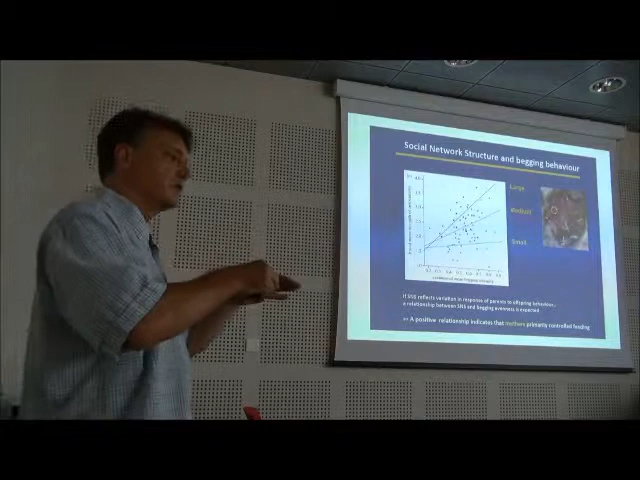 Social Network Structure and begging behaviour
Large
Medium
Small
If SNS reflects variation in response of parents to offspring behaviour,
a relationship between SNS and begging evenness is expected
A positive relationship indicates that mothers primarily controlled feeding